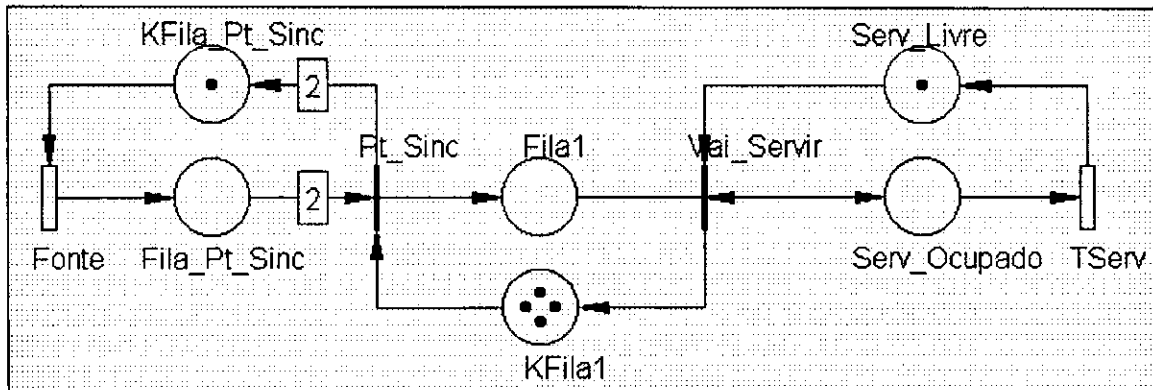 KFila_Pt_Sinc
Serv_Livre
2
Pt_Sinc
Fila1
Vai_Servir
2
Fonte
Fila_Pt_Sinc
Serv_Ocupado
TServ
KFila1